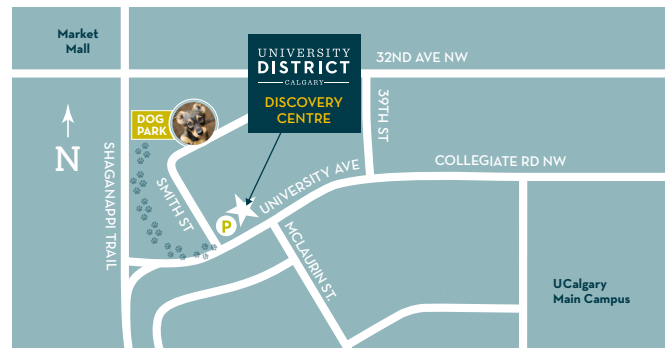 Market
Mall
UNIVERSITY
DISTRICT
CALGARY
DISCOVERY
CENTRE
32ND AVE NW
39TH ST
DOG
PARK
N
SHAGANAPPI TRAIL
SMITH ST
P
UNIVERSITY AVE
COLLEGIATE RD NW
MCLAURIN ST.
UCalgary
Main Campus